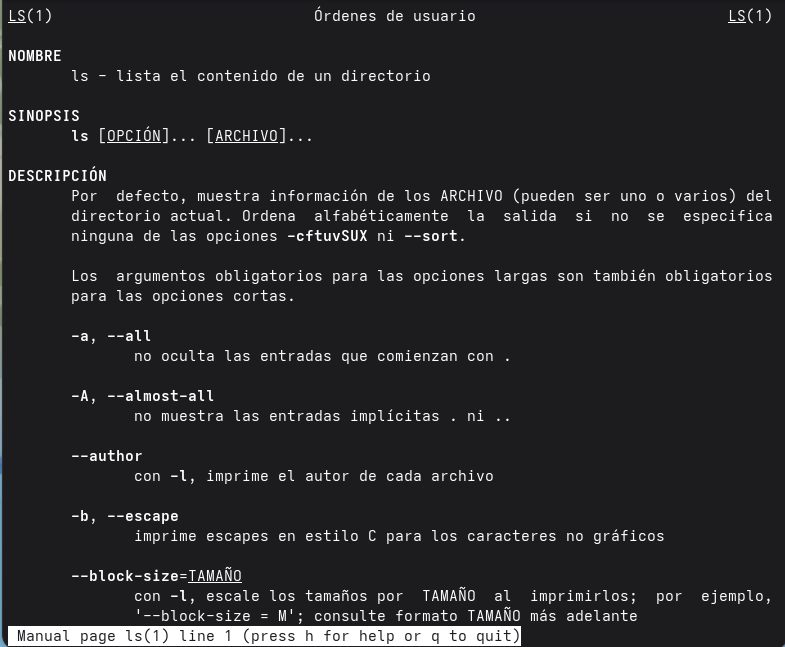 LS(1) Órdenes de usuario LS(1)
NOMBRE
ls - lista el contenido de un directorio
SINOPSIS
ls [OPCIÓN]... [ARCHIVO]...
DESCRIPCIÓN
Por defecto, muestra información de los ARCHIVO (pueden ser uno o varios) del
directorio actual. Ordena alfabéticamente la salida si no se especifica
ninguna de las opciones -cftuvSUX ni --sort.
Los argumentos obligatorios para las opciones largas son también obligatorios
para las opciones cortas.
-a, --all
no oculta las entradas que comienzan con .
-A, --almost-all
no muestra las entradas implícitas . ni ..
--author
con -l, imprime el autor de cada archivo
-b, --escape
imprime escapes en estilo C para los caracteres no gráficos
--block-size=TAMAÑO
con -l, escale los tamaños por TAMAÑO al imprimirlos; por ejemplo,
'--block-size = M'; consulte formato TAMAÑO más adelante
Manual page ls(1) line 1 (press h for help or q to quit)